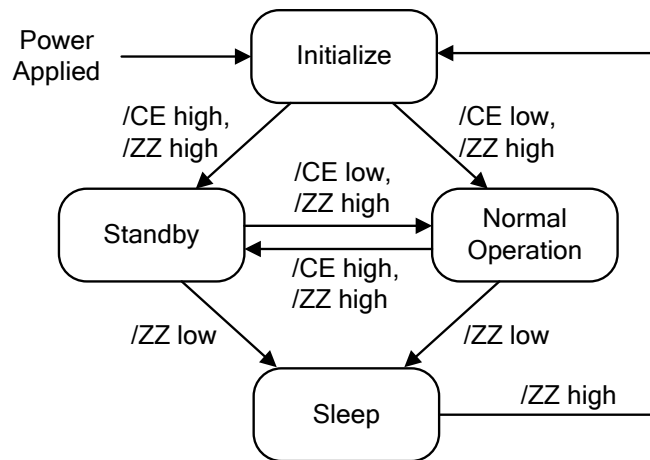 Power
Applied
Initialize
/CE high,
/ZZ high
/CE low,
/ZZ high
/CE low,
/ZZ high
Standby
Normal
Operation
/CE high,
/ZZ high
/ZZ low
/ZZ low
Sleep
/ZZ high